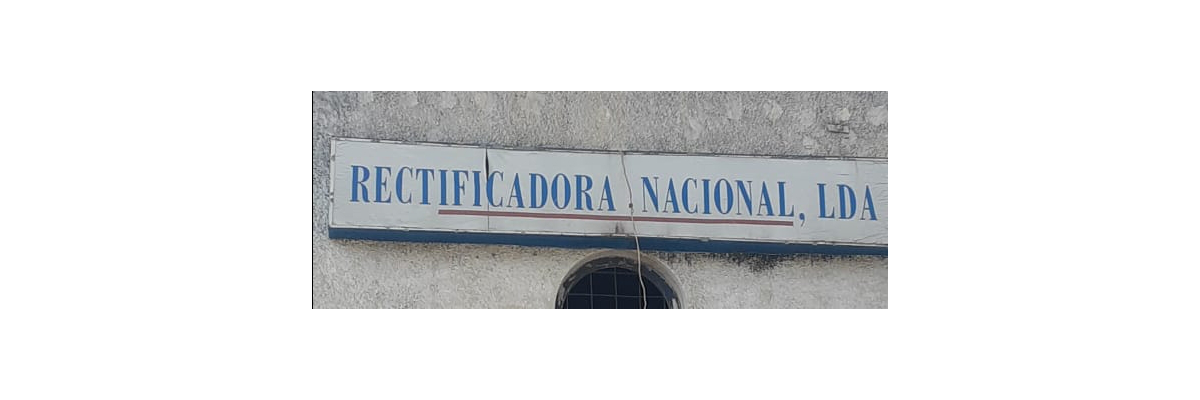 RECTIFICADORA NACIONAL, LDA